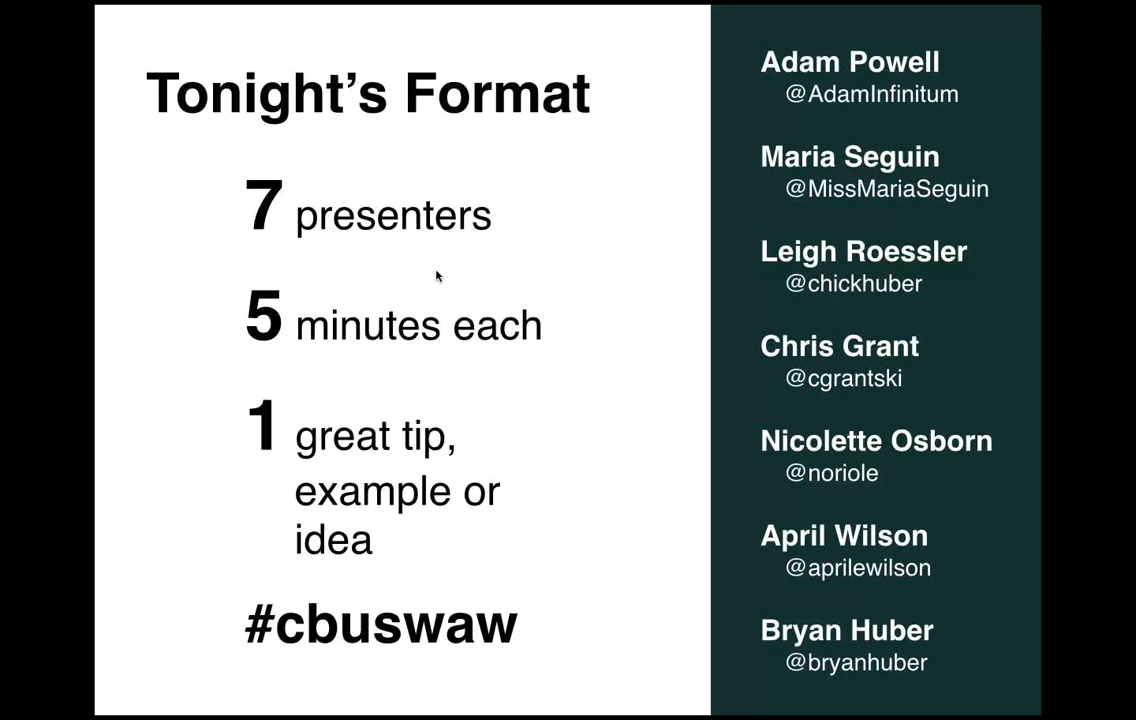 Tonight’s Format
7 presenters
5 minutes each
1 great tip,
example or
idea
#cbuswaw
Adam Powell
@AdamInfinitum
Maria Seguin
@MissMariaSeguin
Leigh Roessler
@chickhuber
Chris Grant
@cgrantski
Nicolette Osborn
@noriole
April Wilson
@aprilewilson
Bryan Huber
@bryanhuber